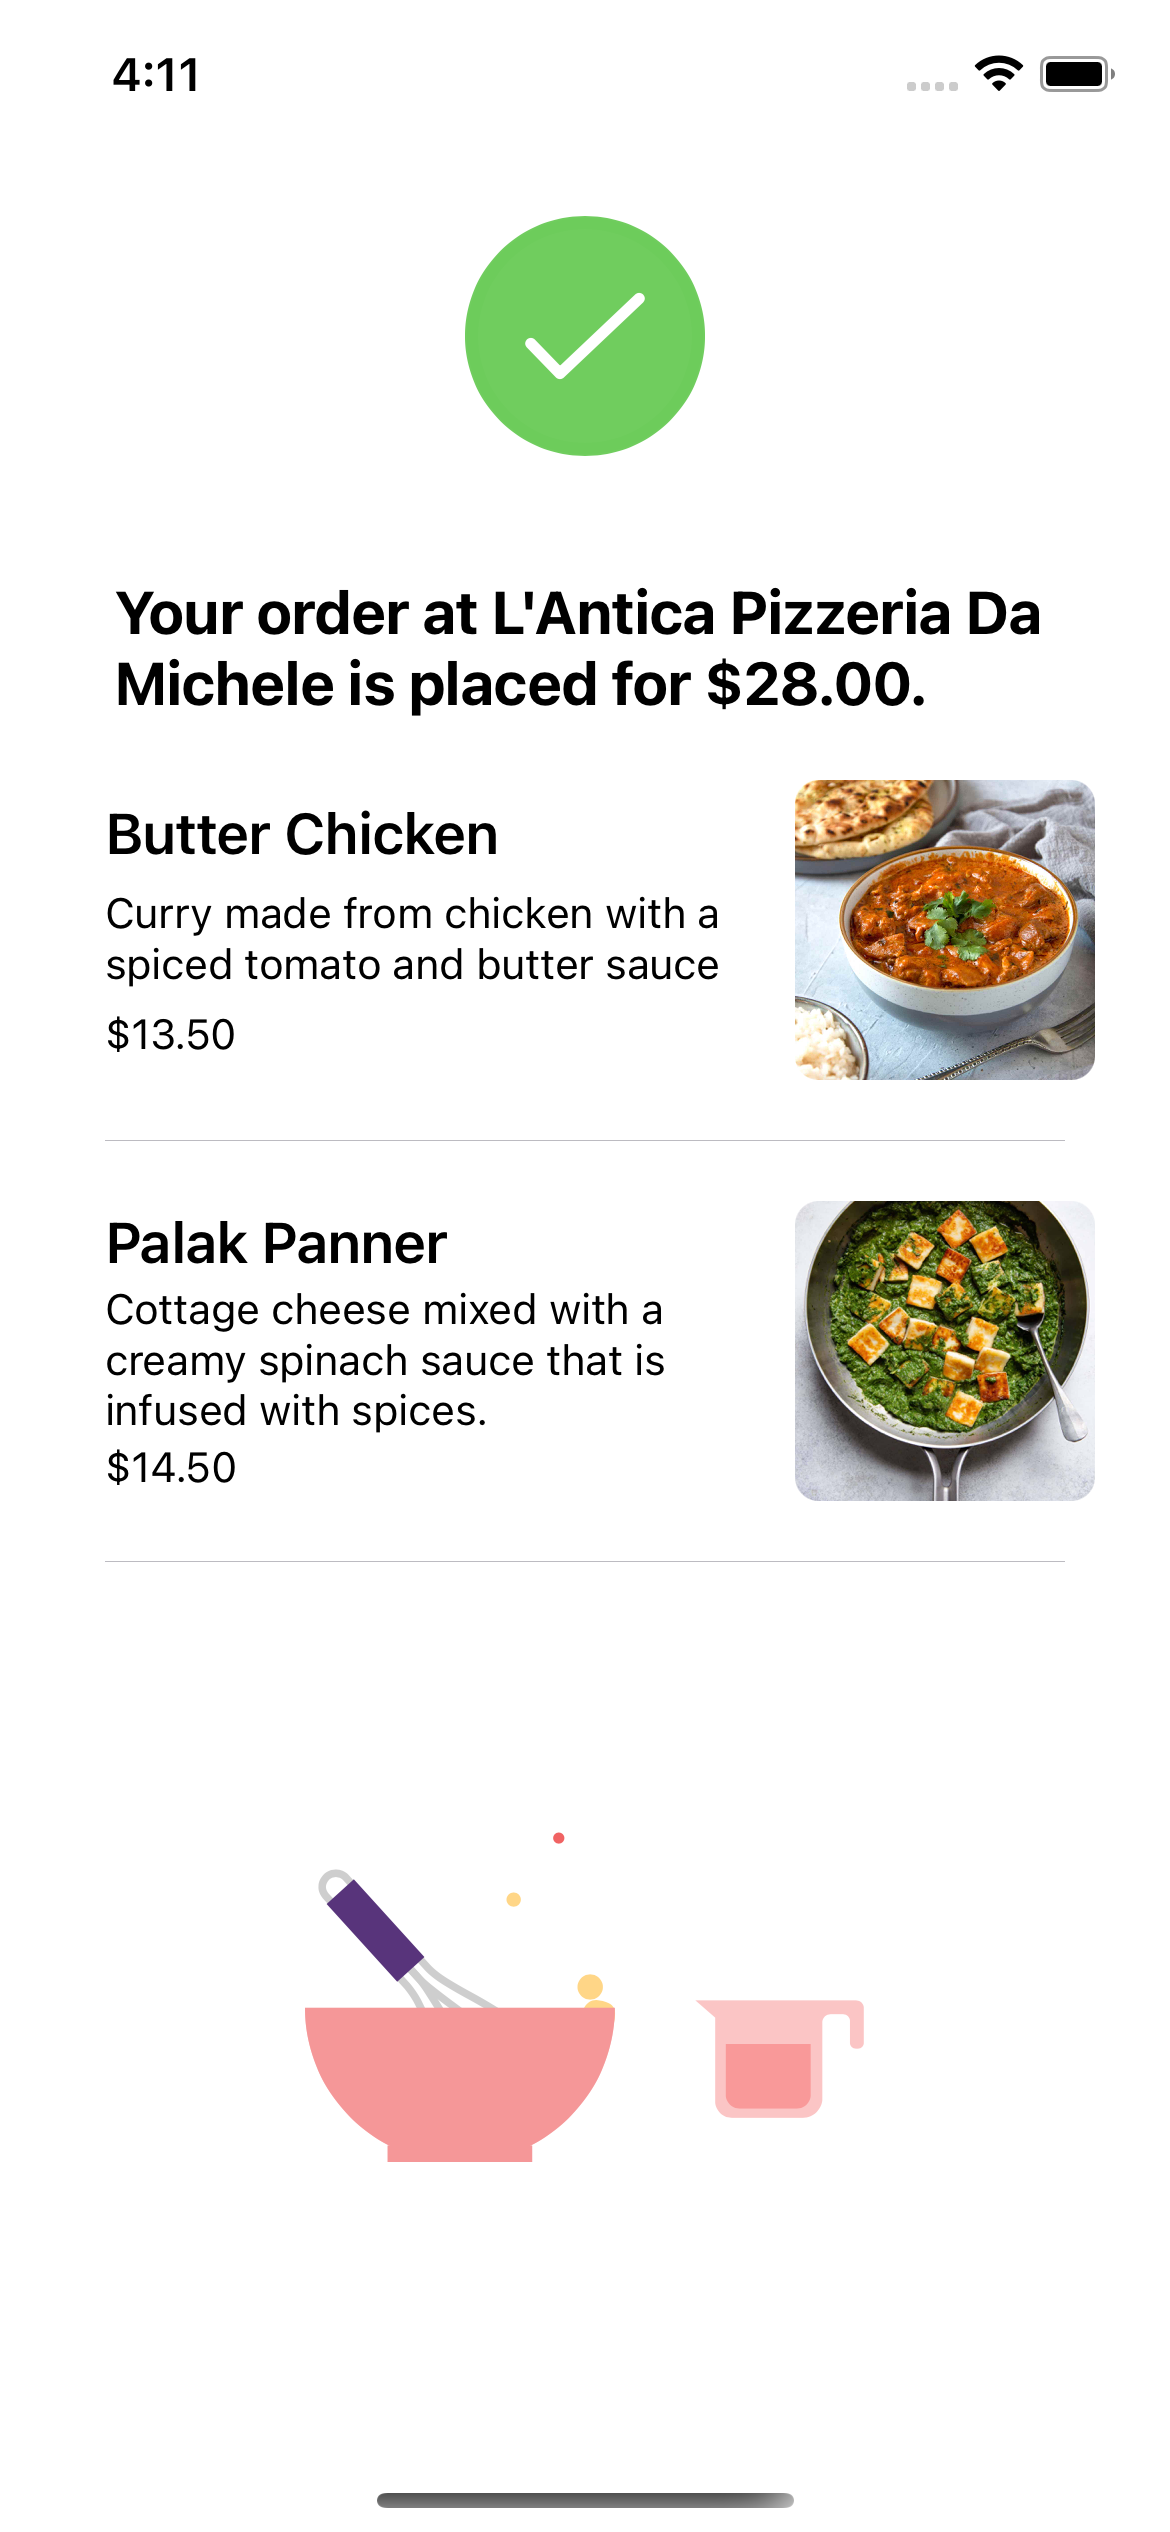 4:11
Your order at L'Antica Pizzeria Da
Michele is placed for $28.00.
Butter Chicken
Curry made from chicken with a
spiced tomato and butter sauce
$13.50
Palak Panner
Cottage cheese mixed with a
creamy spinach sauce that is
infused with spices.
$14.50